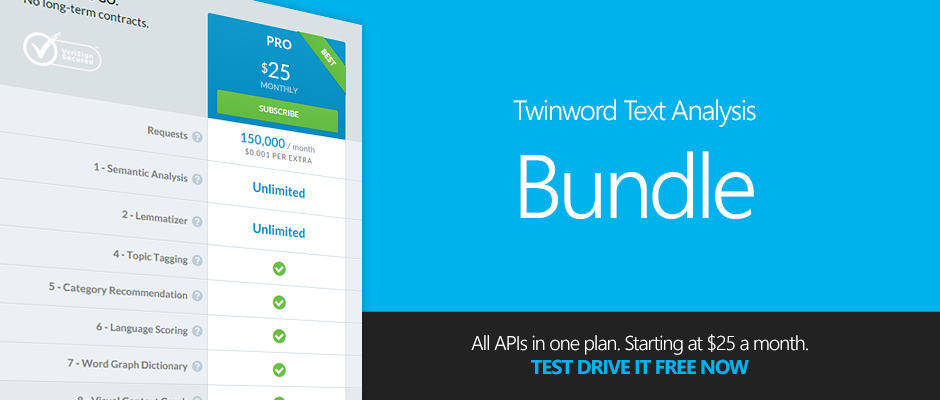 GO.
No long-term contracts.
VeriSign
Secured
PRO
BEST
$25
MONTHLY
SUBSCRIBE
Requests ?
150,000 / month
$0.001 PER EXTRA
1 - Semantic Analysis ?
Unlimited
2 - Lemmatizer ?
Unlimited
4 - Topic Tagging ?
5 - Category Recommendation ?
6 - Language Scoring ?
7 - Word Graph Dictionary ?
Twinword Text Analysis
Bundle
All APIs in one plan. Starting at $25 a month.
TEST DRIVE IT FREE NOW